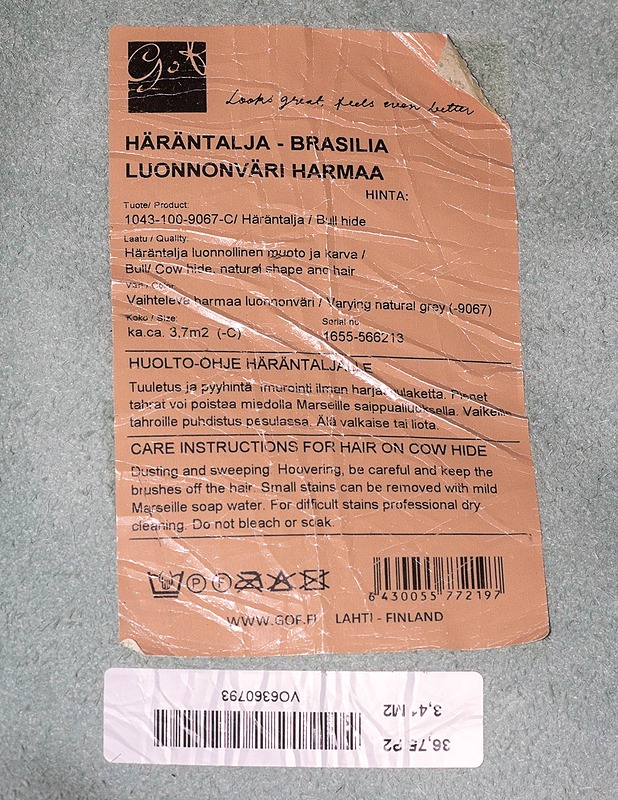 Gof
Looks great, feels even better
HÄRÄNTALJA - BRASILIA
LUONNONVÄRI HARMAA
HINTA:
Tuote/ Product:
1043-100-9067-C/ Häräntalja / Bull hide
Laatu / Quality:
Häräntalja luonnollinen muoto ja karva /
Bull/ Cow hide, natural shape and hair
Väri / Color
Vaihteleva harmaa luonnonväri / Varying natural grey (-9067)
Koko / Size: Serial no
ka.ca. 3,7m2 (-C) 1655-566213
HUOLTO-OHJE
Tuuletus ja pyyhintä. Imurointi ilman Pienet
tahrat voi poistaa miedolla Marseille saippualiuoksella.
tahroille puhdistus pesulassa. Älä valkaise tai liota.
CARE INSTRUCTIONS FOR HAIR ON COW HIDE
Dusting and sweeping Hoovering, be careful and keep the
brushes off the hair. Small stains can be removed with mild
Marseille soap water. For difficult stains professional dry
cleaning. Do not bleach or soak.
P F
6 430055 772197
WWW.GOF.FI LAHTI - FINLAND
36,75 P2
3,4 M2
VO6360793